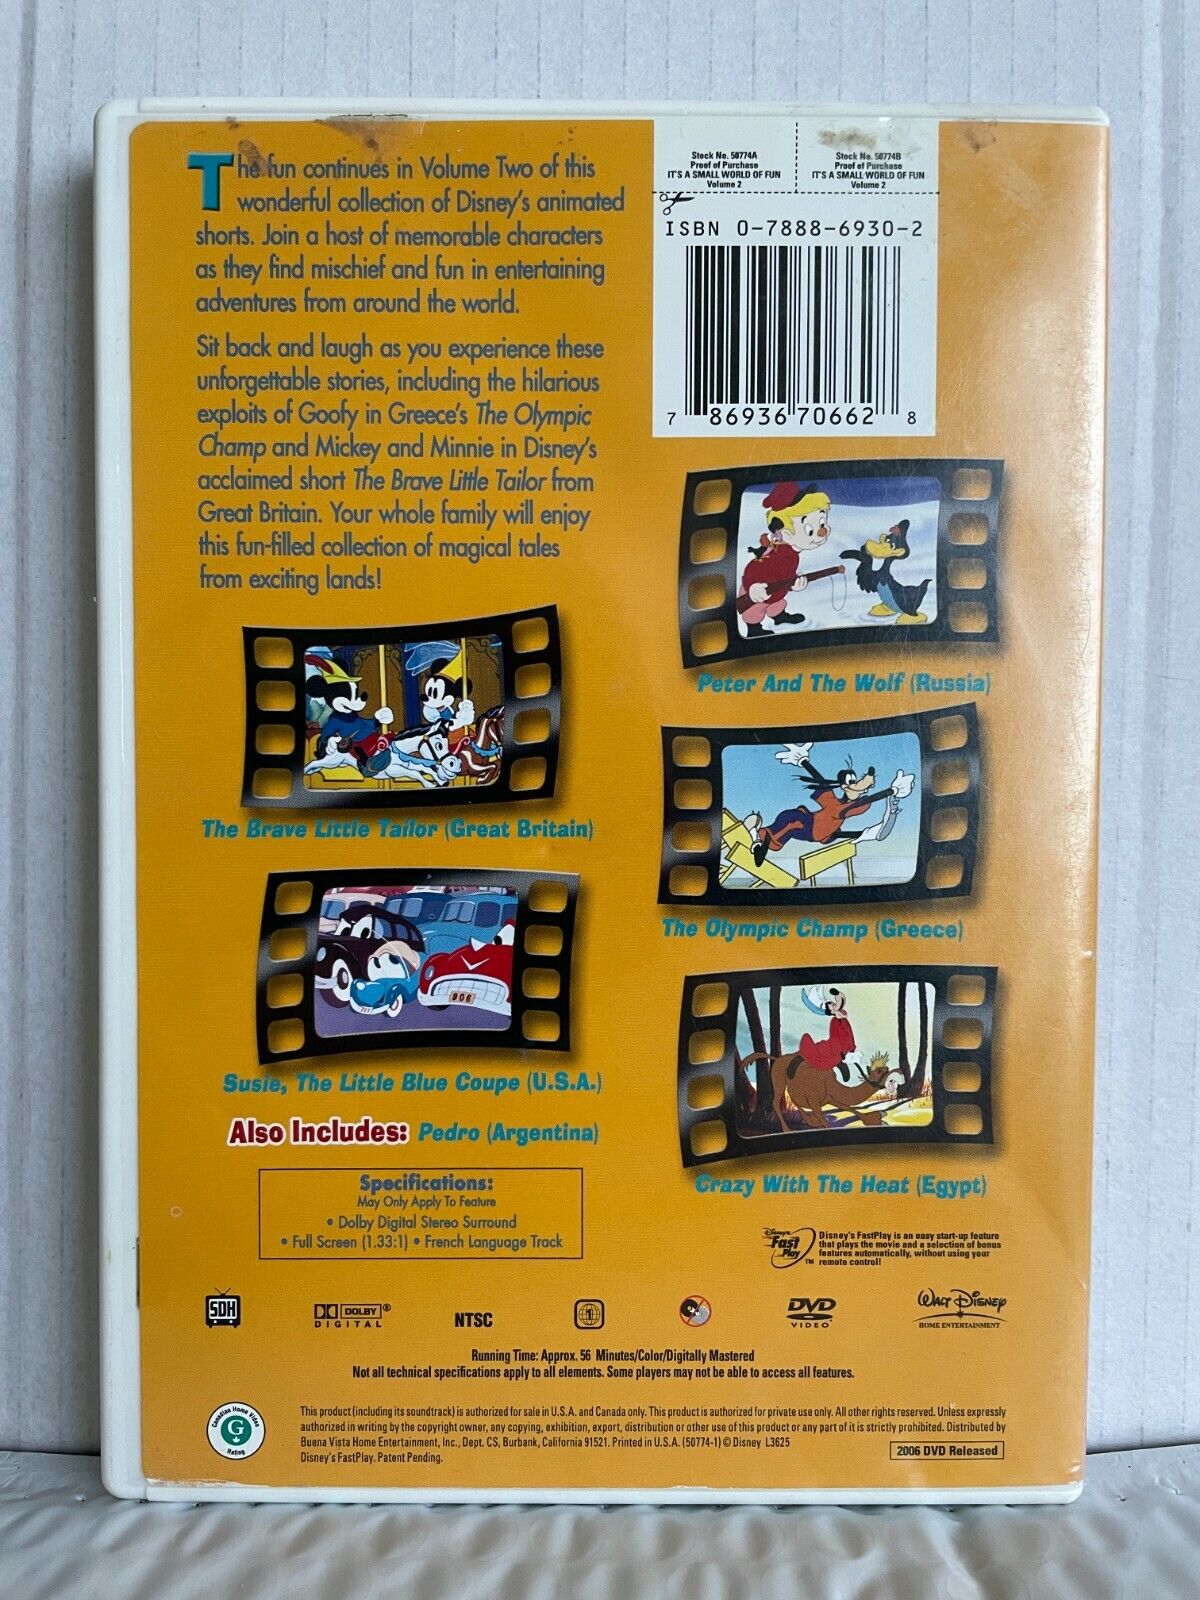 The fun continues in Volume Two of this
wonderful collection of Disney's animated
shorts. Join a host of memorable characters
as they find mischief and fun in entertaining
adventures from around the world.
Sit back and laugh as you experience these
unforgettable stories, including the hilarious
exploits of Goofy in Greece's The Olympic
Champ and Mickey and Minnie in Disney's
acclaimed short The Brave Little Tailor from
Great Britain. Your whole family will enjoy
this fun-filled collection of magical tales
from exciting lands!
Stock No. 50774A
Proof of Purchase
IT'S A SMALL WORLD OF FUN
Volume 2
Stock No. 50774B
Proof of Purchase
IT'S A SMALL WORLD OF FUN
Volume 2
ISBN 0-7888-6930-2
7 86936 70662 8
Peter And The Wolf (Russia)
The Brave Little Tailor (Great Britain)
The Olympic Champ (Greece)
906
Susie, The Little Blue Coupe (U.S.A.)
Also Includes: Pedro (Argentina)
Crazy With The Heat (Egypt)
Specifications:
May Only Apply To Feature
• Dolby Digital Stereo Surround
• Full Screen (1.33:1) • French Language Track
Disney's Fast Play TM
Disney's FastPlay is an easy start-up feature
that plays the movie and a selection of bonus
features automatically, without using your
remote control!
SDH
DOLBY ®
DIGITAL
NTSC
1
DVD
VIDEO
Walt Disney
HOME ENTERTAINMENT
Running Time: Approx. 56 Minutes/Color/Digitally Mastered
Not all technical specifications apply to all elements. Some players may not be able to access all features.
Canadian Home Video
G
Rating
This product (including its soundtrack) is authorized for sale in U.S.A. and Canada only. This product is authorized for private use only. All other rights reserved. Unless expressly
authorized in writing by the copyright owner, any copying, exhibition, export, distribution or other use of this product or any part of it is strictly prohibited. Distributed by
Buena Vista Home Entertainment, Inc., Dept. CS, Burbank, California 91521. Printed in U.S.A. (50774-1) © Disney L3625
Disney's FastPlay. Patent Pending.
2006 DVD Released